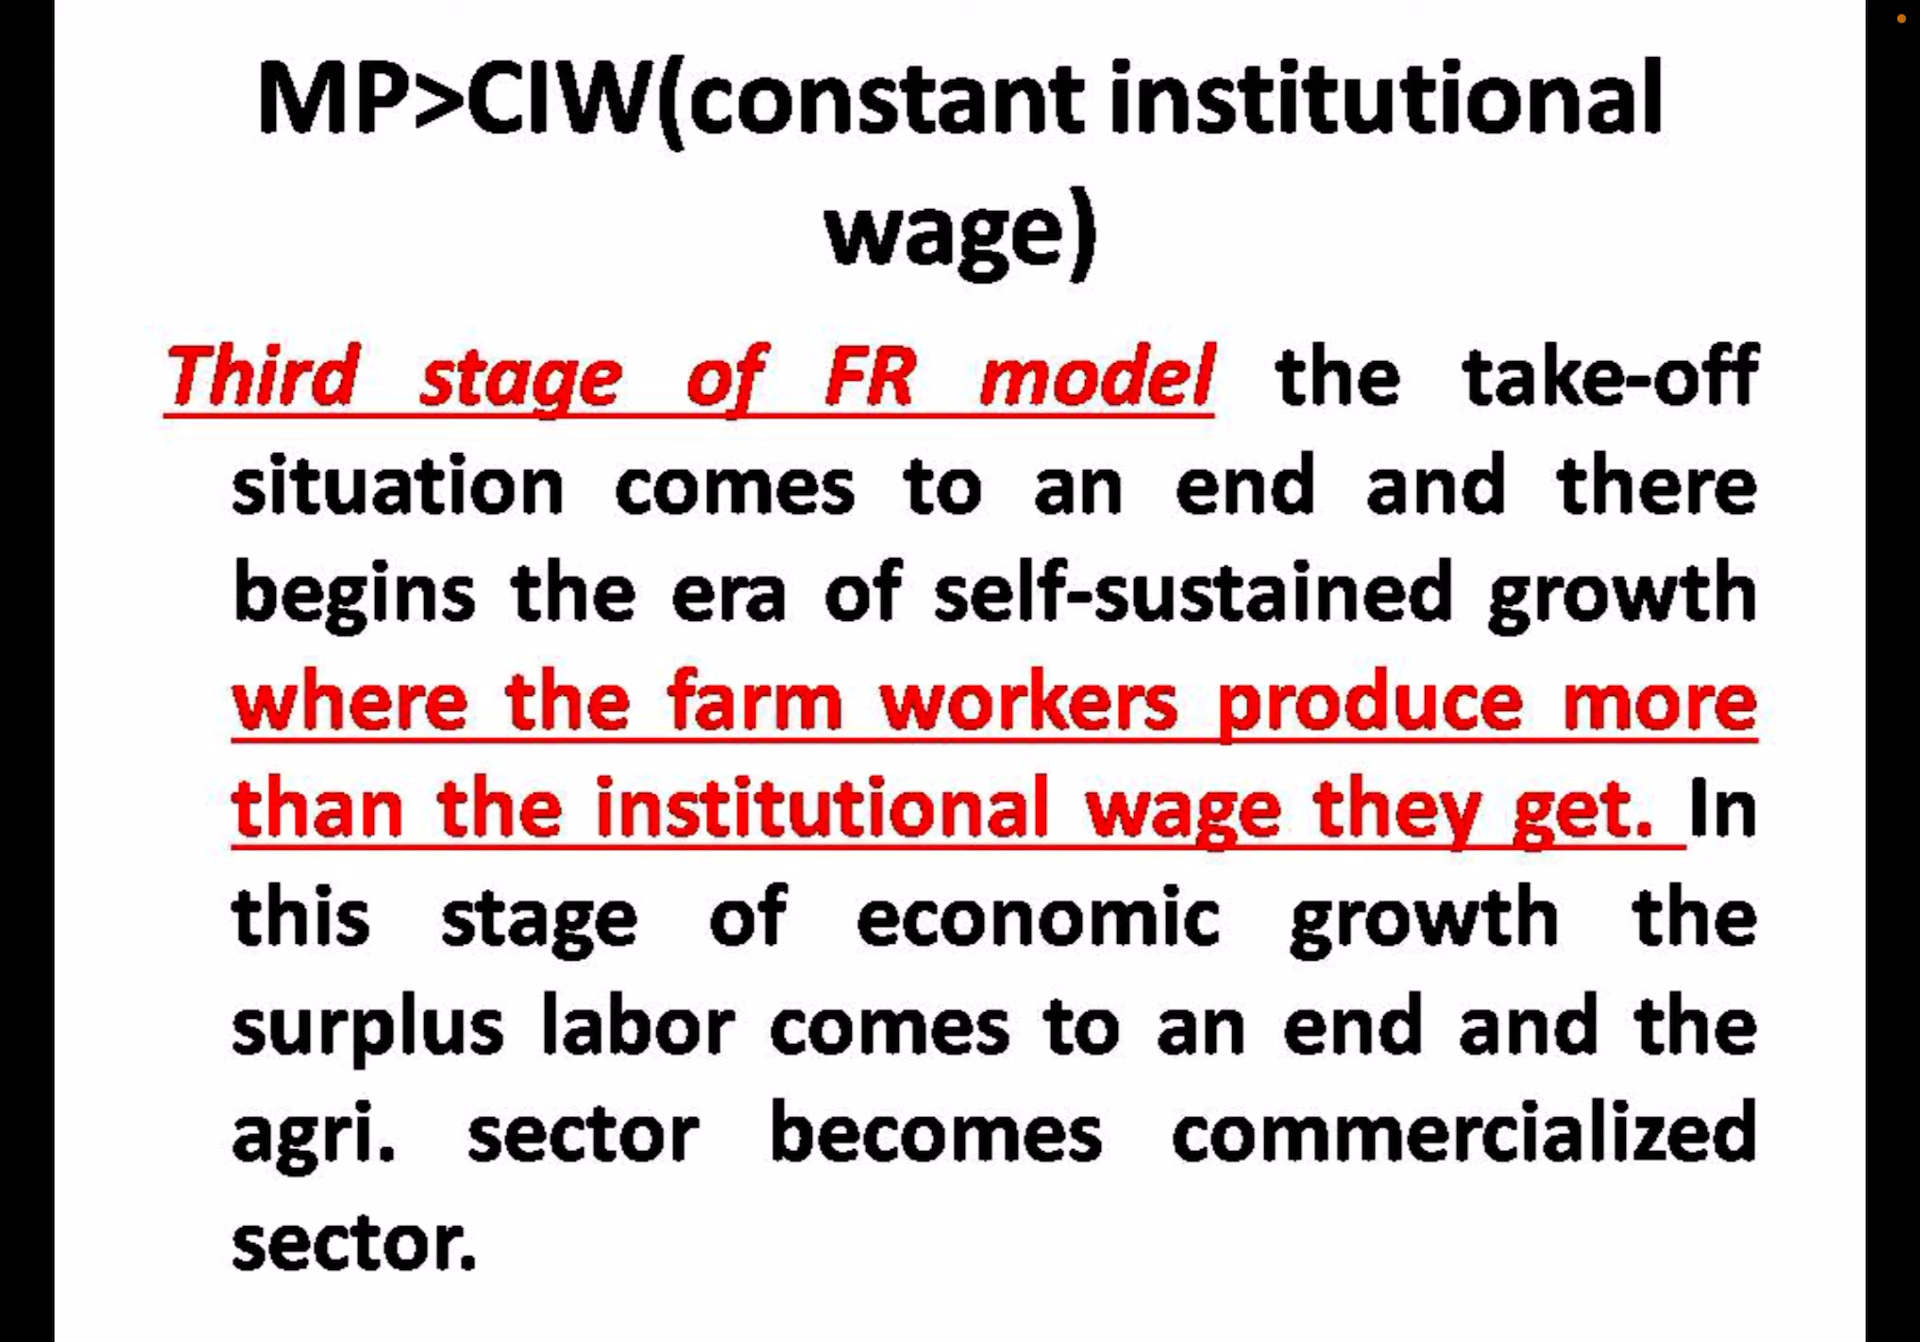 MP>CIW(constant institutional
wage)
Third stage of FR model the take-off
situation comes to an end and there
begins the era of self-sustained growth
where the farm workers produce more
than the institutional wage they get. In
this stage of economic growth the
surplus labor comes to an end and the
agri. sector becomes commercialized
sector.